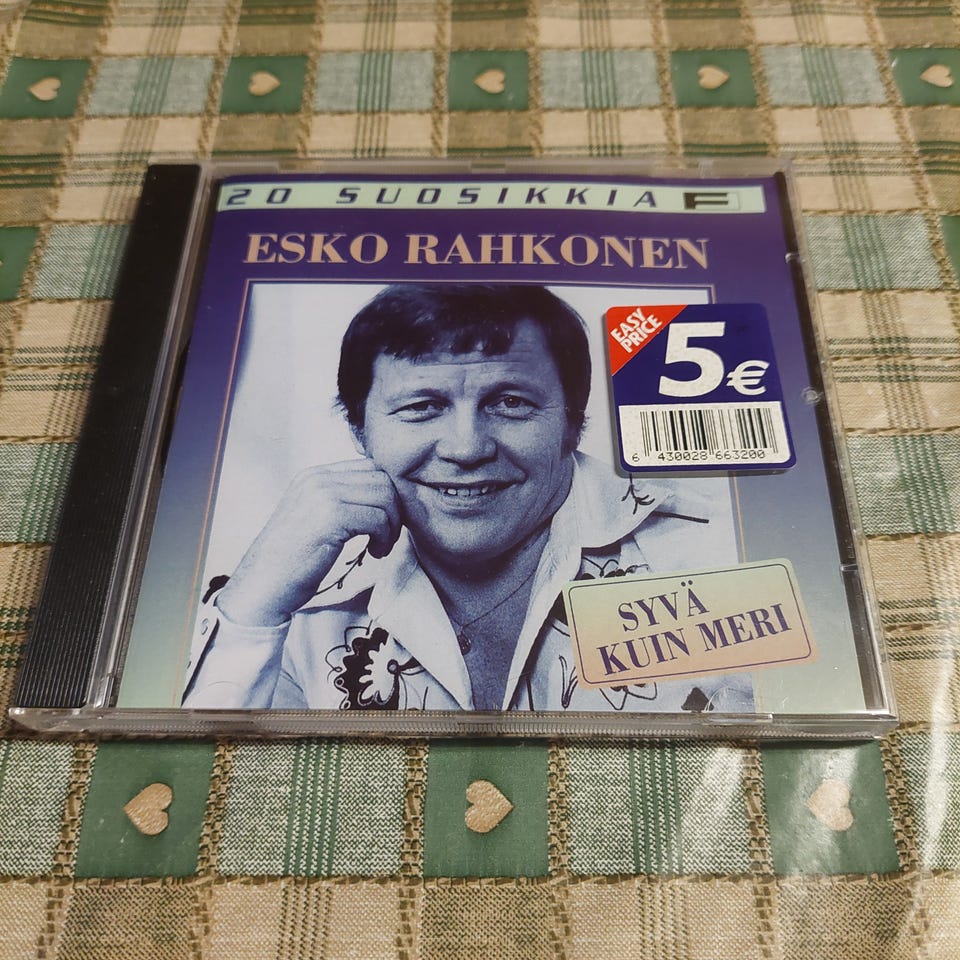 20 SUOSIKKIA F
ESKO RAHKONEN
EASY
PRICE
5€
6 430028 663200
SYVÄ
KUIN MERI